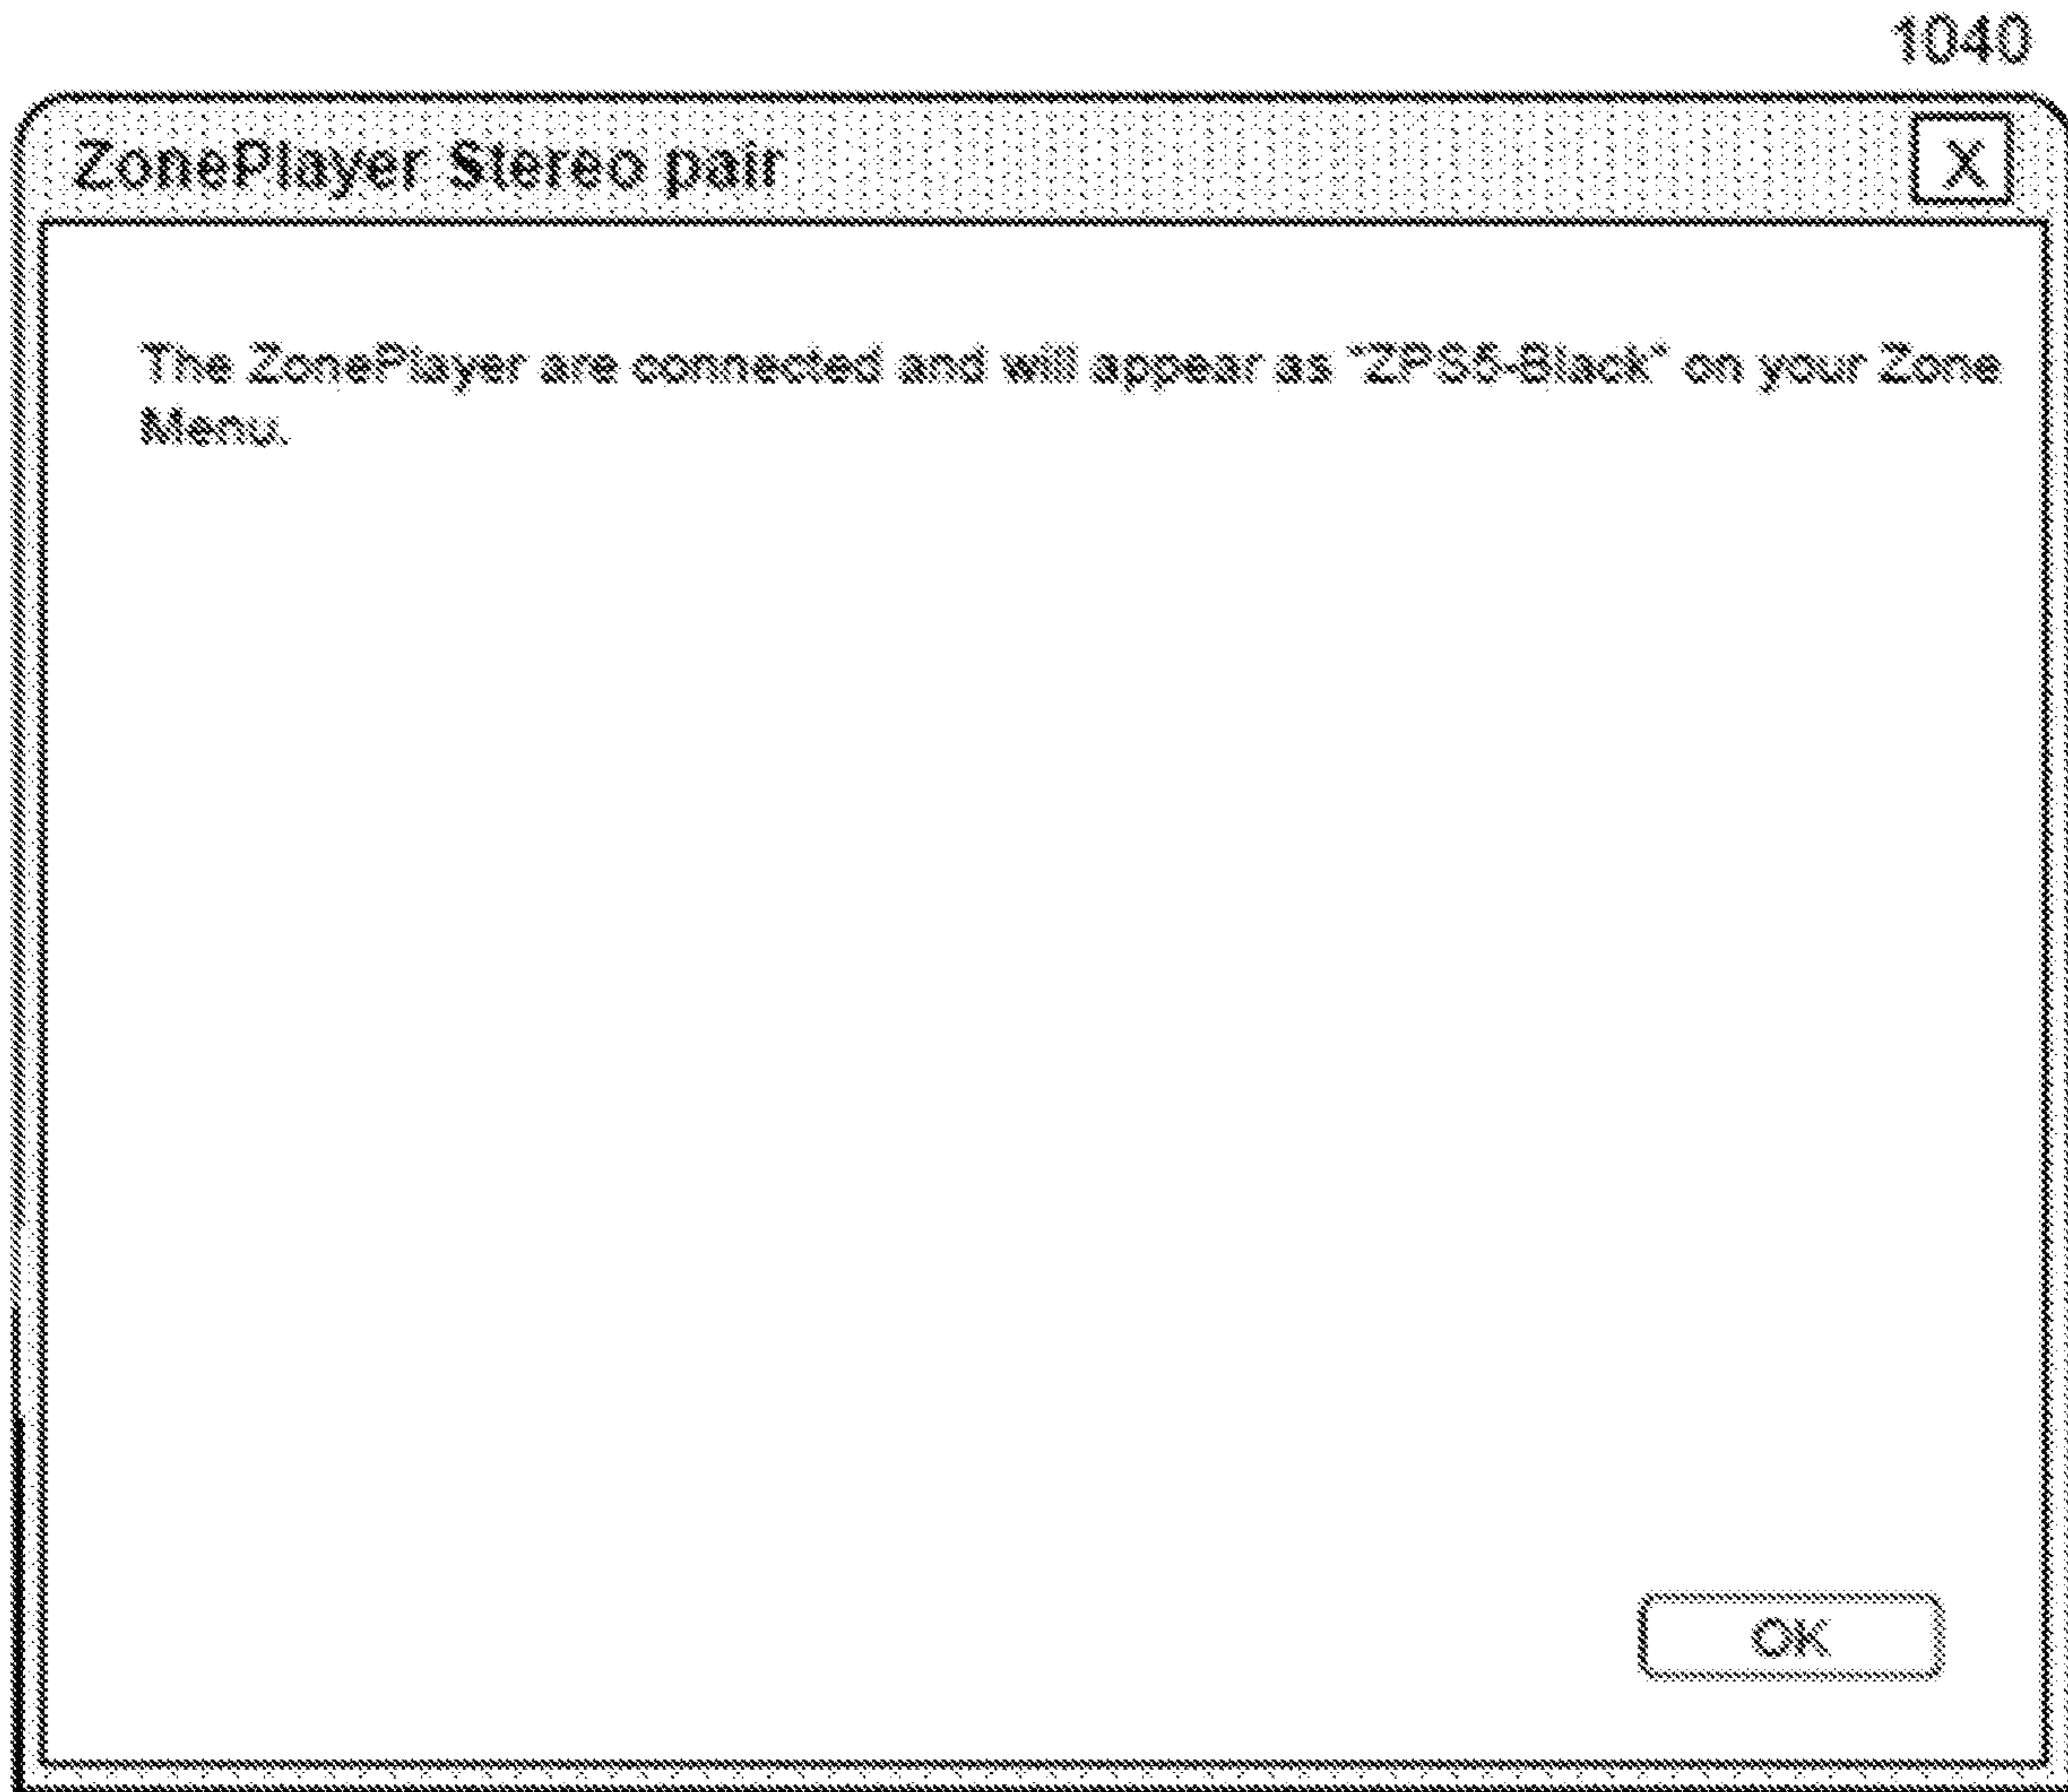 1040
ZonePlayer Stereo pair
X
The ZonePlayer are connected and will appear as "ZPS5-Black" on your Zone
Menu.
OK